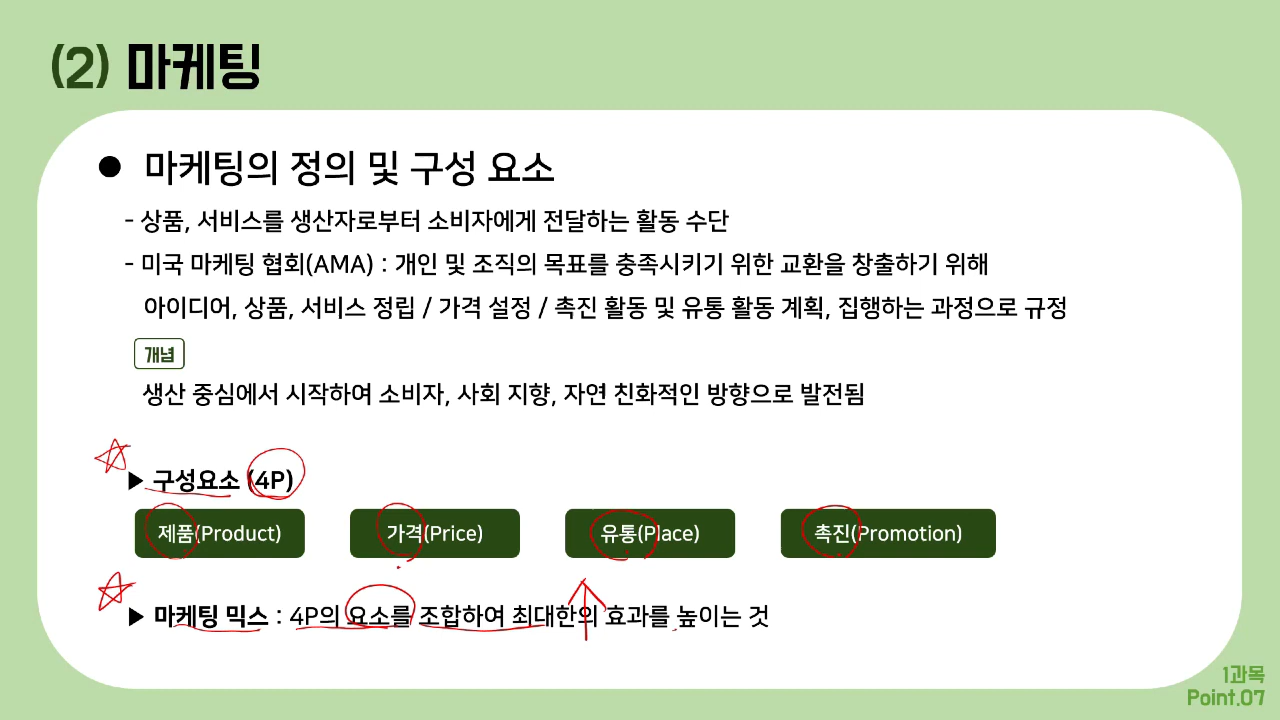 (2) 마케팅
● 마케팅의 정의 및 구성 요소
- 상품, 서비스를 생산자로부터 소비자에게 전달하는 활동 수단
- 미국 마케팅 협회(AMA) : 개인 및 조직의 목표를 충족시키기 위한 교환을 창출하기 위해
아이디어, 상품, 서비스 정립 / 가격 설정 / 촉진 활동 및 유통 활동 계획, 집행하는 과정으로 규정
개념
생산 중심에서 시작하여 소비자, 사회 지향, 자연 친화적인 방향으로 발전됨
▶ 구성요소 (4P)
제품(Product) 가격(Price) 유통(Place) 촉진(Promotion)
▶ 마케팅 믹스 : 4P의 요소를 조합하여 최대한의 효과를 높이는 것
1과목
Point.07